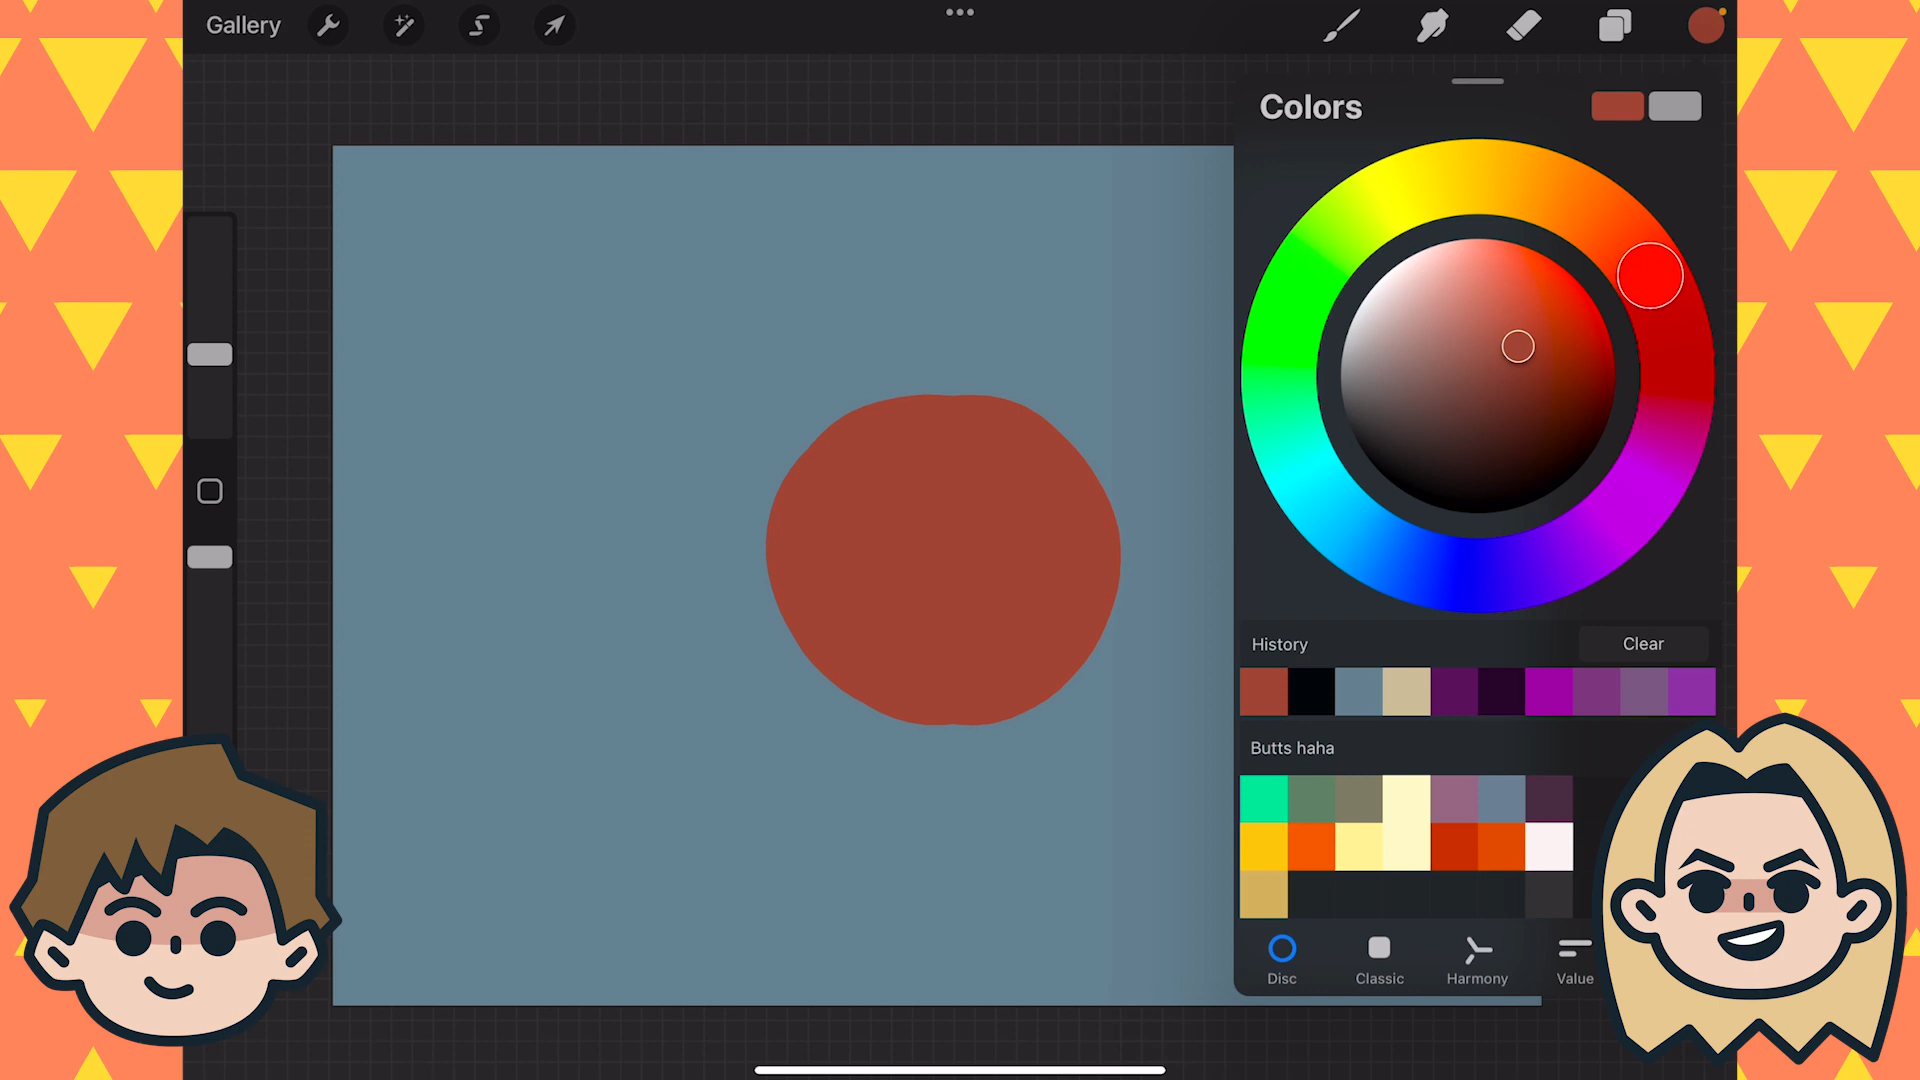 Gallery
Colors
History
Clear
Butts haha
Disc
Classic
Harmony
Value